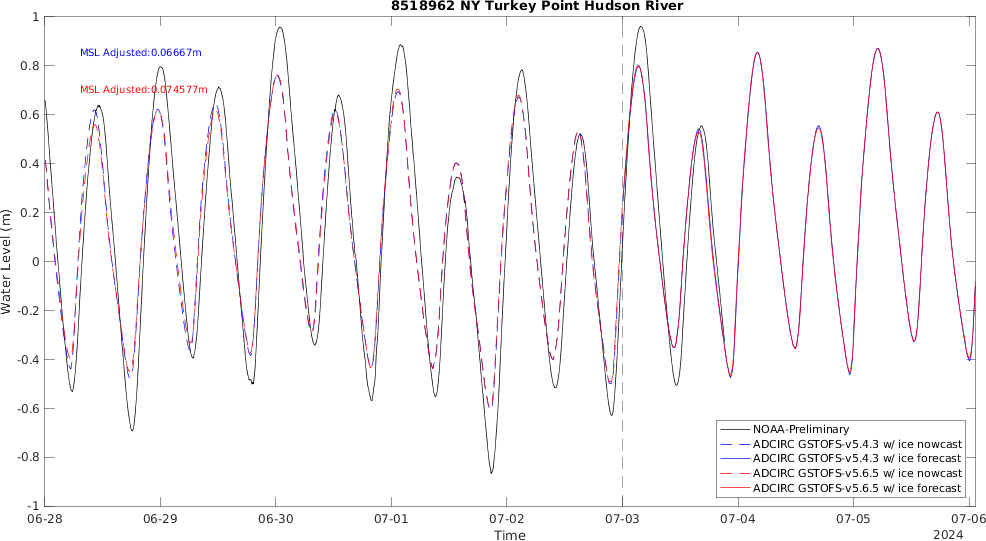 8518962 NY Turkey Point Hudson River
1
0.8
0.6
0.4
0.2
0
-0.2
-0.4
-0.6
-0.8
-1
Water Level (m)
MSL Adjusted:0.06667m
MSL Adjusted:0.074577m
NOAA-Preliminary
ADCIRC GSTOFS-v5.4.3 w/ ice nowcast
ADCIRC GSTOFS-v5.4.3 w/ ice forecast
ADCIRC GSTOFS-v5.6.5 w/ ice nowcast
ADCIRC GSTOFS-v5.6.5 w/ ice forecast
06-28 06-29 06-30 07-01 07-02 07-03 07-04 07-05 07-06
Time
2024